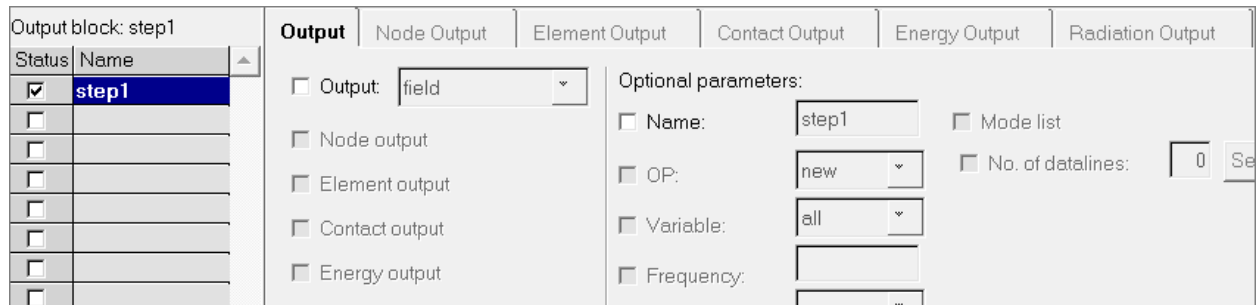 Output block: step1
Status Name
step1
Output Node Output Element Output Contact Output Energy Output Radiation Output
Output: field
Node output
Element output
Contact output
Energy output
Optional parameters:
Name: step1
OP: new
Variable: all
Frequency:
Mode list
No. of datalines: 0 Se